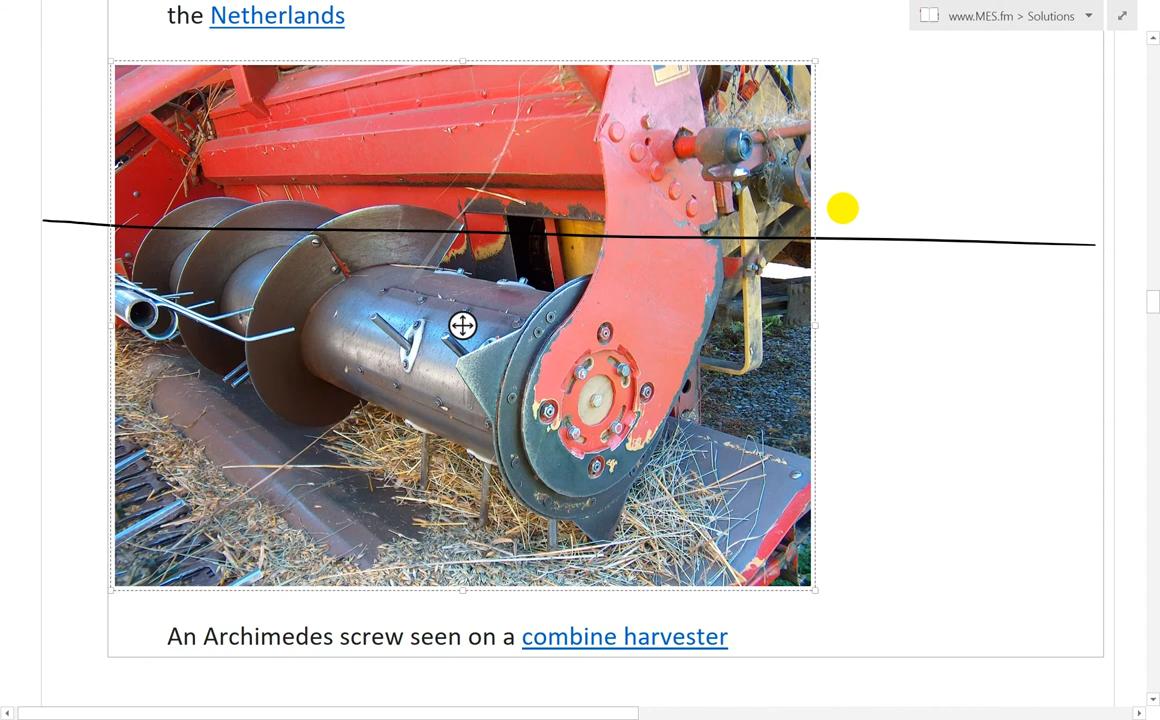 the Netherlands
www.MES.fm > Solutions
An Archimedes screw seen on a combine harvester